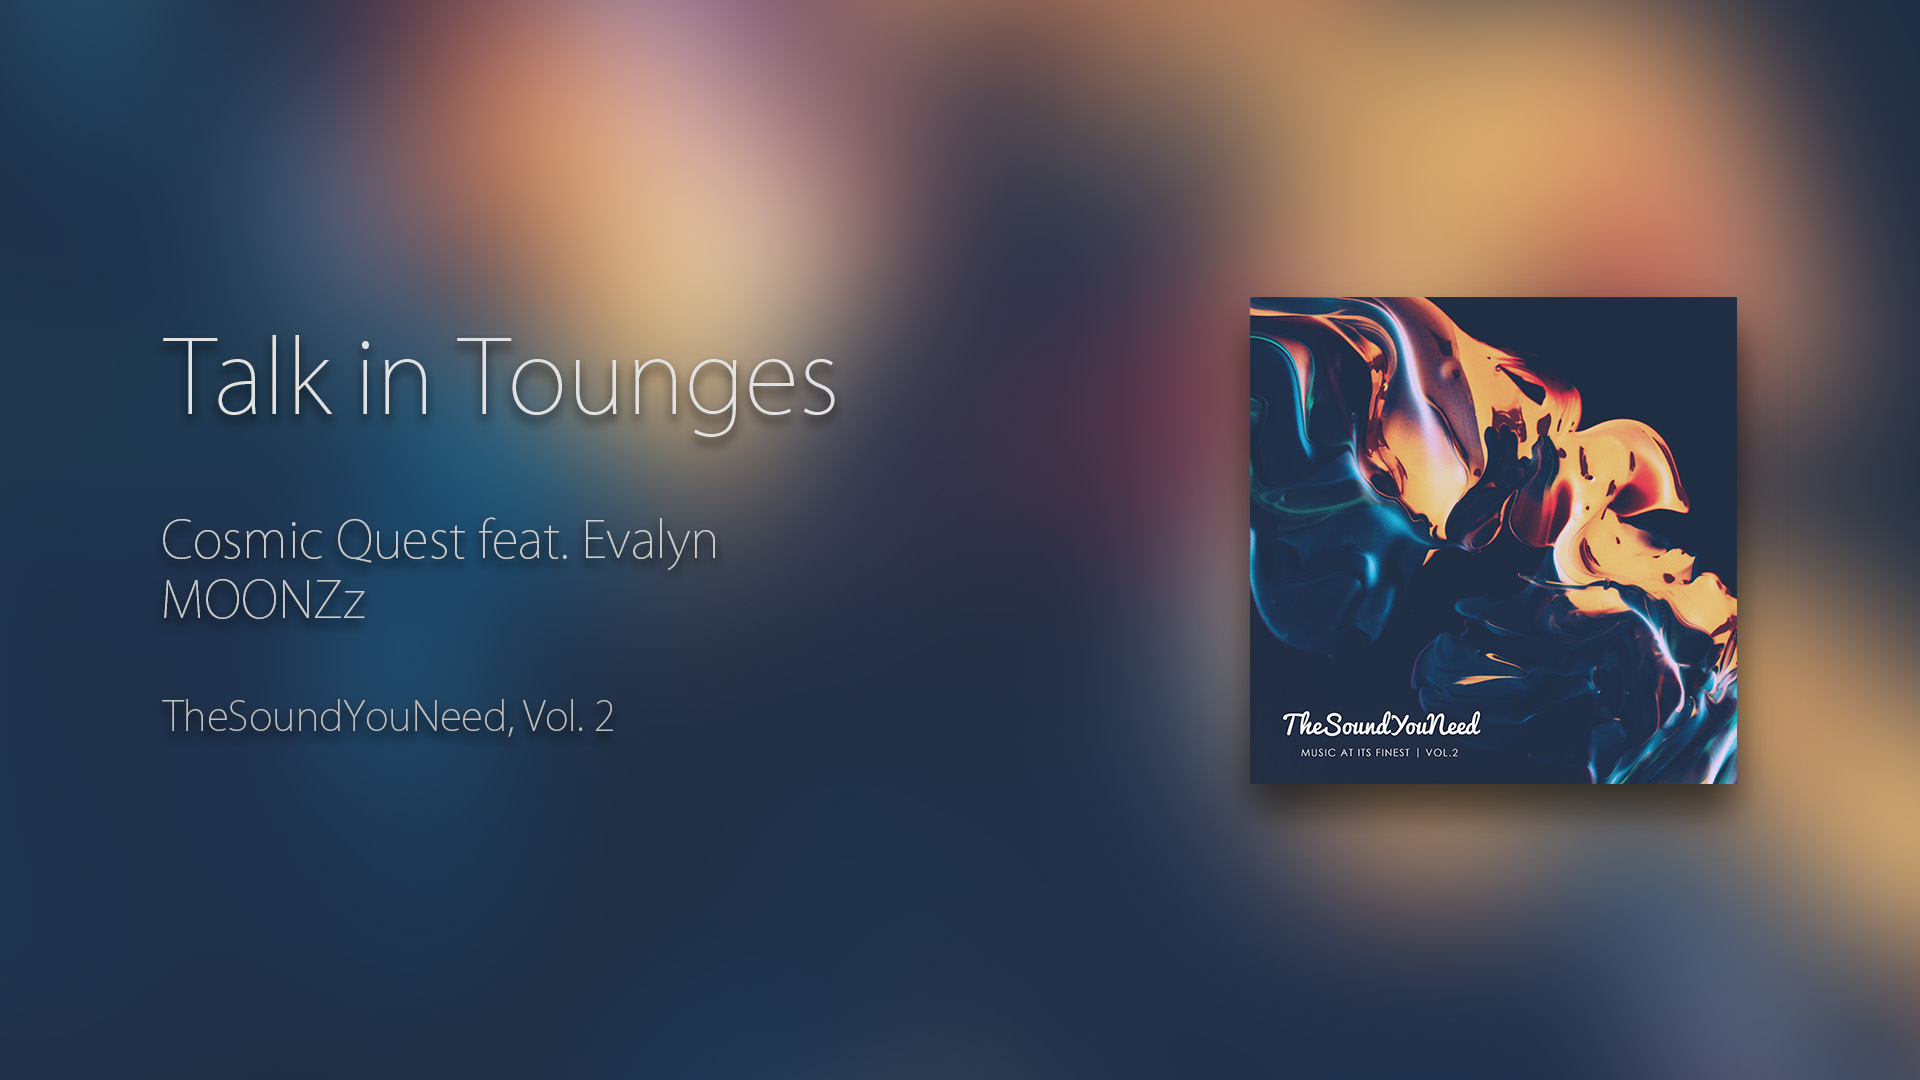 Talk in Tounges
Cosmic Quest feat. Evalyn
MOONZz
TheSoundYouNeed, Vol. 2
TheSoundYouNeed
MUSIC AT ITS FINEST | VOL.2